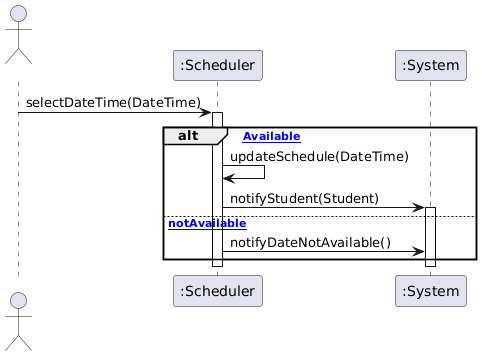 :Scheduler
:System
selectDateTime(DateTime)
alt
Available
updateSchedule(DateTime)
notifyStudent(Student)
notAvailable
notifyDateNotAvailable()
:Scheduler
:System